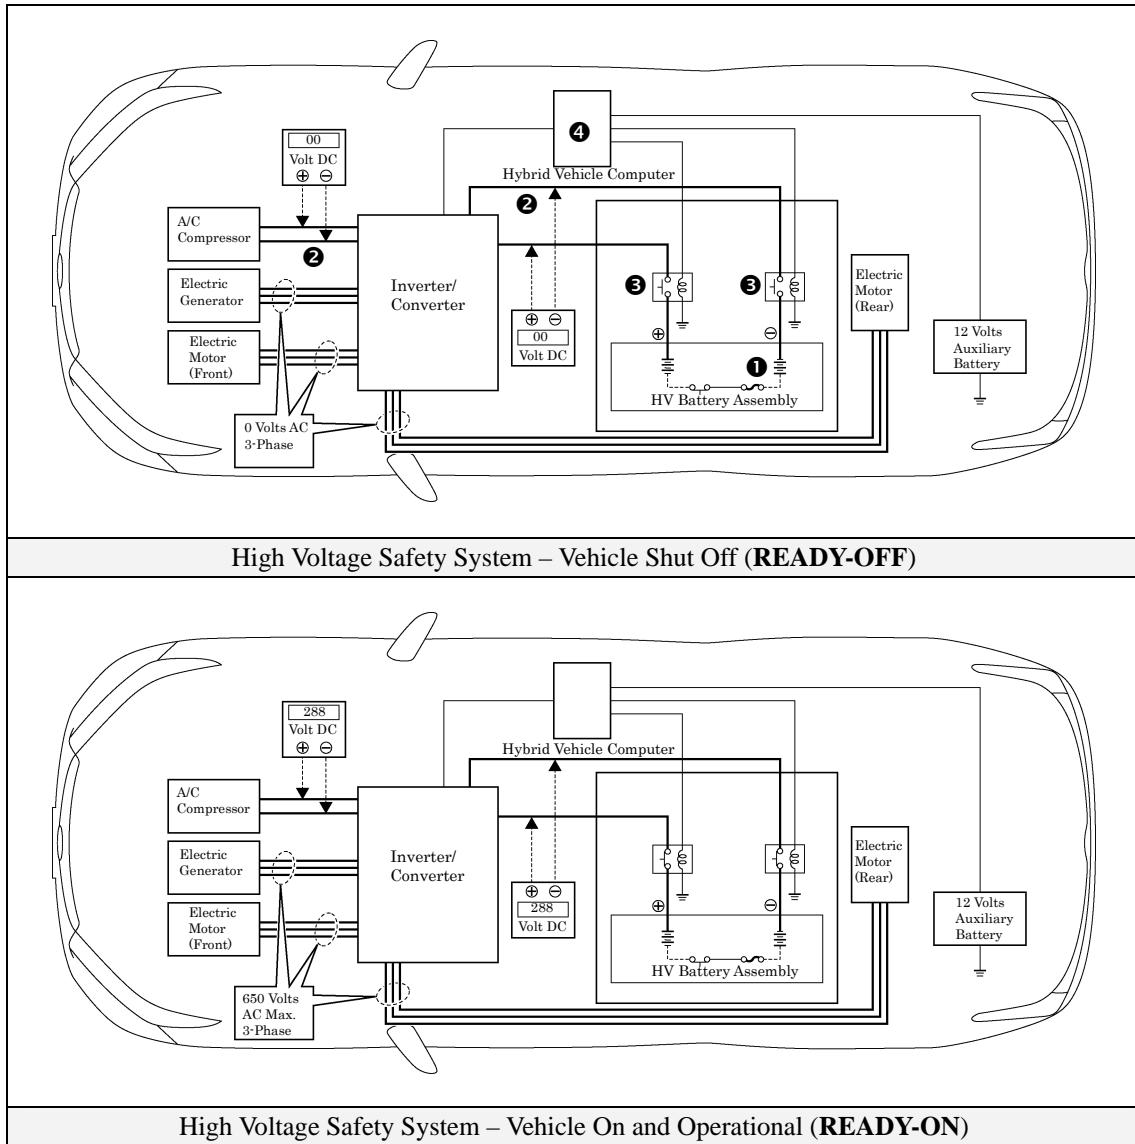 00
Volt DC
⊕ ⊖
❹
Hybrid Vehicle Computer
❷
A/C
Compressor
❷
Electric
Generator
Inverter/
Converter
❸
❸
Electric
Motor
(Rear)
Electric
Motor
(Front)
⊕ ⊖
00
Volt DC
⊕
⊖
12 Volts
Auxiliary
Battery
❶
HV Battery Assembly
0 Volts AC
3-Phase
High Voltage Safety System – Vehicle Shut Off (READY-OFF)
288
Volt DC
⊕ ⊖
Hybrid Vehicle Computer
A/C
Compressor
Electric
Generator
Inverter/
Converter
Electric
Motor
(Rear)
Electric
Motor
(Front)
⊕ ⊖
288
Volt DC
⊕
⊖
12 Volts
Auxiliary
Battery
HV Battery Assembly
650 Volts
AC Max.
3-Phase
High Voltage Safety System – Vehicle On and Operational (READY-ON)